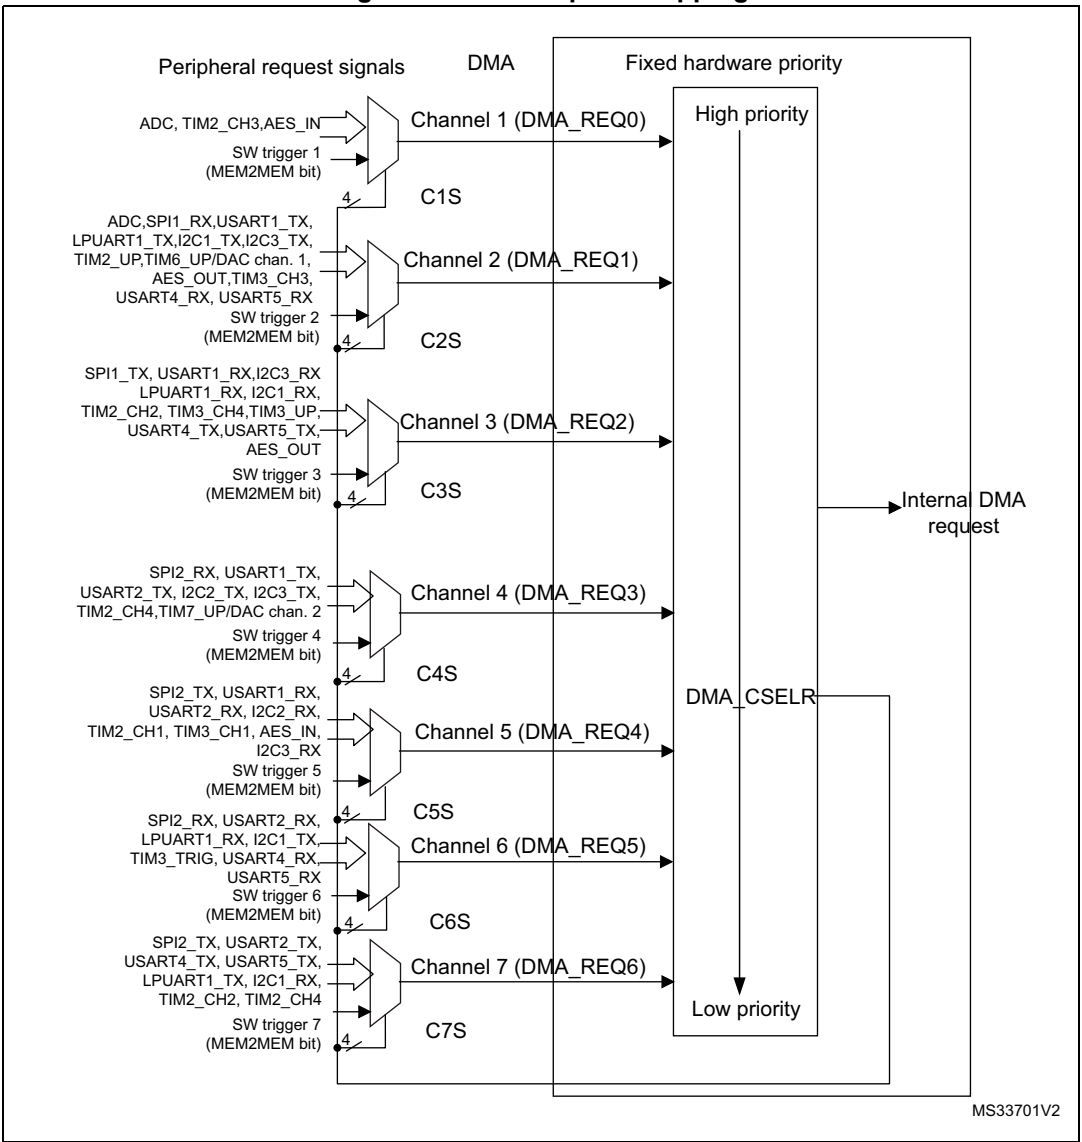 Peripheral request signals
DMA
Fixed hardware priority
High priority
ADC, TIM2_CH3,AES_IN
Channel 1 (DMA_REQ0)
SW trigger 1
(MEM2MEM bit)
4
C1S
ADC,SPI1_RX,USART1_TX,
LPUART1_TX,I2C1_TX,I2C3_TX,
TIM2_UP,TIM6_UP/DAC chan. 1,
AES_OUT,TIM3_CH3,
USART4_RX, USART5_RX
Channel 2 (DMA_REQ1)
SW trigger 2
(MEM2MEM bit)
4
C2S
SPI1_TX, USART1_RX,I2C3_RX
LPUART1_RX, I2C1_RX,
TIM2_CH2, TIM3_CH4,TIM3_UP,
USART4_TX,USART5_TX,
AES_OUT
Channel 3 (DMA_REQ2)
SW trigger 3
(MEM2MEM bit)
4
C3S
Internal DMA
request
SPI2_RX, USART1_TX,
USART2_TX, I2C2_TX, I2C3_TX,
TIM2_CH4,TIM7_UP/DAC chan. 2
Channel 4 (DMA_REQ3)
SW trigger 4
(MEM2MEM bit)
4
C4S
DMA_CSELR
SPI2_TX, USART1_RX,
USART2_RX, I2C2_RX,
TIM2_CH1, TIM3_CH1, AES_IN,
I2C3_RX
Channel 5 (DMA_REQ4)
SW trigger 5
(MEM2MEM bit)
4
C5S
SPI2_RX, USART2_RX,
LPUART1_RX, I2C1_TX,
TIM3_TRIG, USART4_RX,
USART5_RX
Channel 6 (DMA_REQ5)
SW trigger 6
(MEM2MEM bit)
4
C6S
SPI2_TX, USART2_TX,
USART4_TX, USART5_TX,
LPUART1_TX, I2C1_RX,
TIM2_CH2, TIM2_CH4
Channel 7 (DMA_REQ6)
SW trigger 7
(MEM2MEM bit)
4
C7S
Low priority
MS33701V2